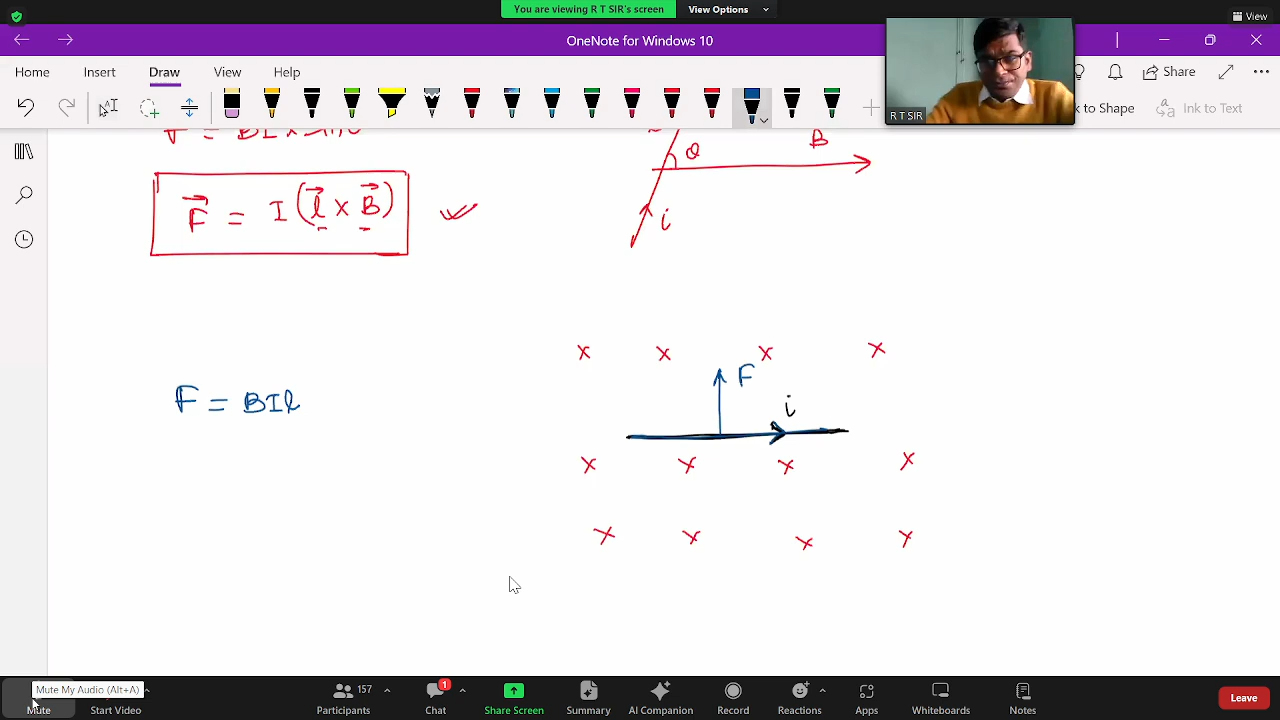 You are viewing R T SIR's screen
View Options
View
OneNote for Windows 10
Home
Insert
Draw
View
Help
Share
k to Shape
Ink to Text
R T SIR
B
θ
F⃗ = I (l⃗ x B⃗)
i
x x x x
F
i
F = BIl
x x x x
x x x x
Mute My Audio (Alt+A)
Mute
Start Video
157
Participants
1
Chat
Share Screen
Summary
AI Companion
Record
Reactions
Apps
Whiteboards
Notes
Leave